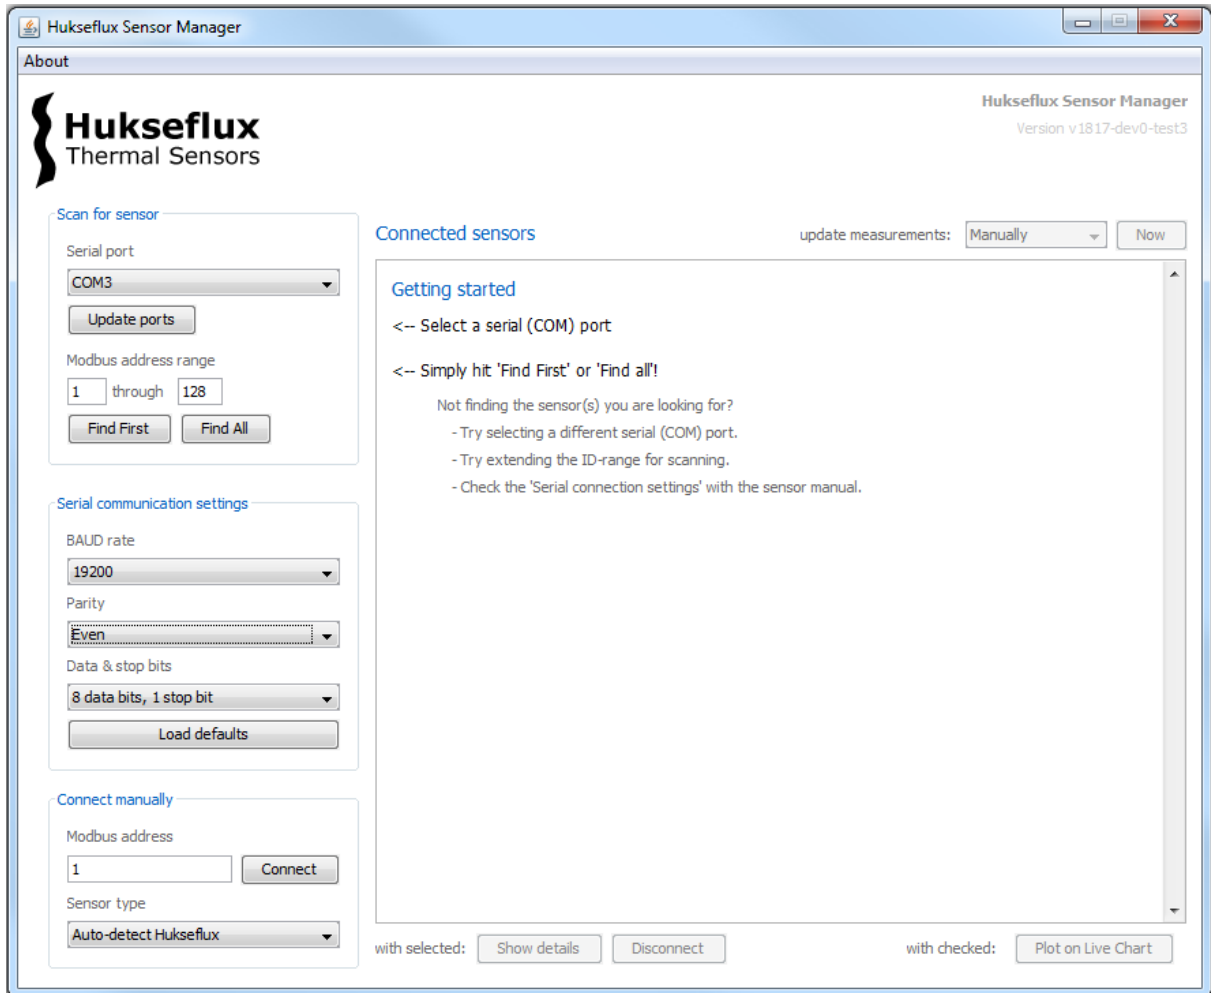 Hukseflux Sensor Manager
About
Hukseflux
Thermal Sensors
Hukseflux Sensor Manager
Version v1817-dev0-test3
Scan for sensor
Serial port
COM3
Update ports
Modbus address range
1 through 128
Find First Find All
Serial communication settings
BAUD rate
19200
Parity
Even
Data & stop bits
8 data bits, 1 stop bit
Load defaults
Connect manually
Modbus address
1 Connect
Sensor type
Auto-detect Hukseflux
Connected sensors update measurements: Manually Now
Getting started
<-- Select a serial (COM) port
<-- Simply hit 'Find First' or 'Find all'!
Not finding the sensor(s) you are looking for?
- Try selecting a different serial (COM) port.
- Try extending the ID-range for scanning.
- Check the 'Serial connection settings' with the sensor manual.
with selected: Show details Disconnect with checked: Plot on Live Chart